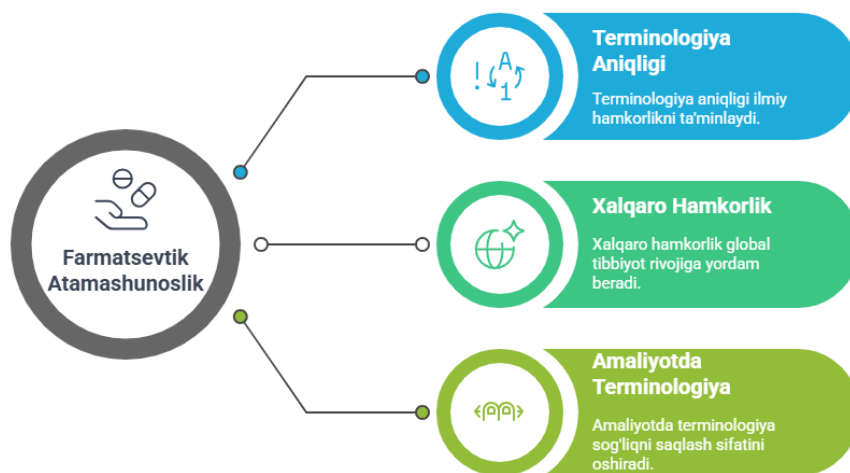 Farmatsevtik
Atamashunoslik
Terminologiya
Aniqligi
Terminologiya aniqligi ilmiy
hamkorlikni ta'minlaydi.
Xalqaro Hamkorlik
Xalqaro hamkorlik global
tibbiyot rivojiga yordam
beradi.
Amaliyotda
Terminologiya
Amaliyotda terminologiya
sog'liqni saqlash sifatini
oshiradi.